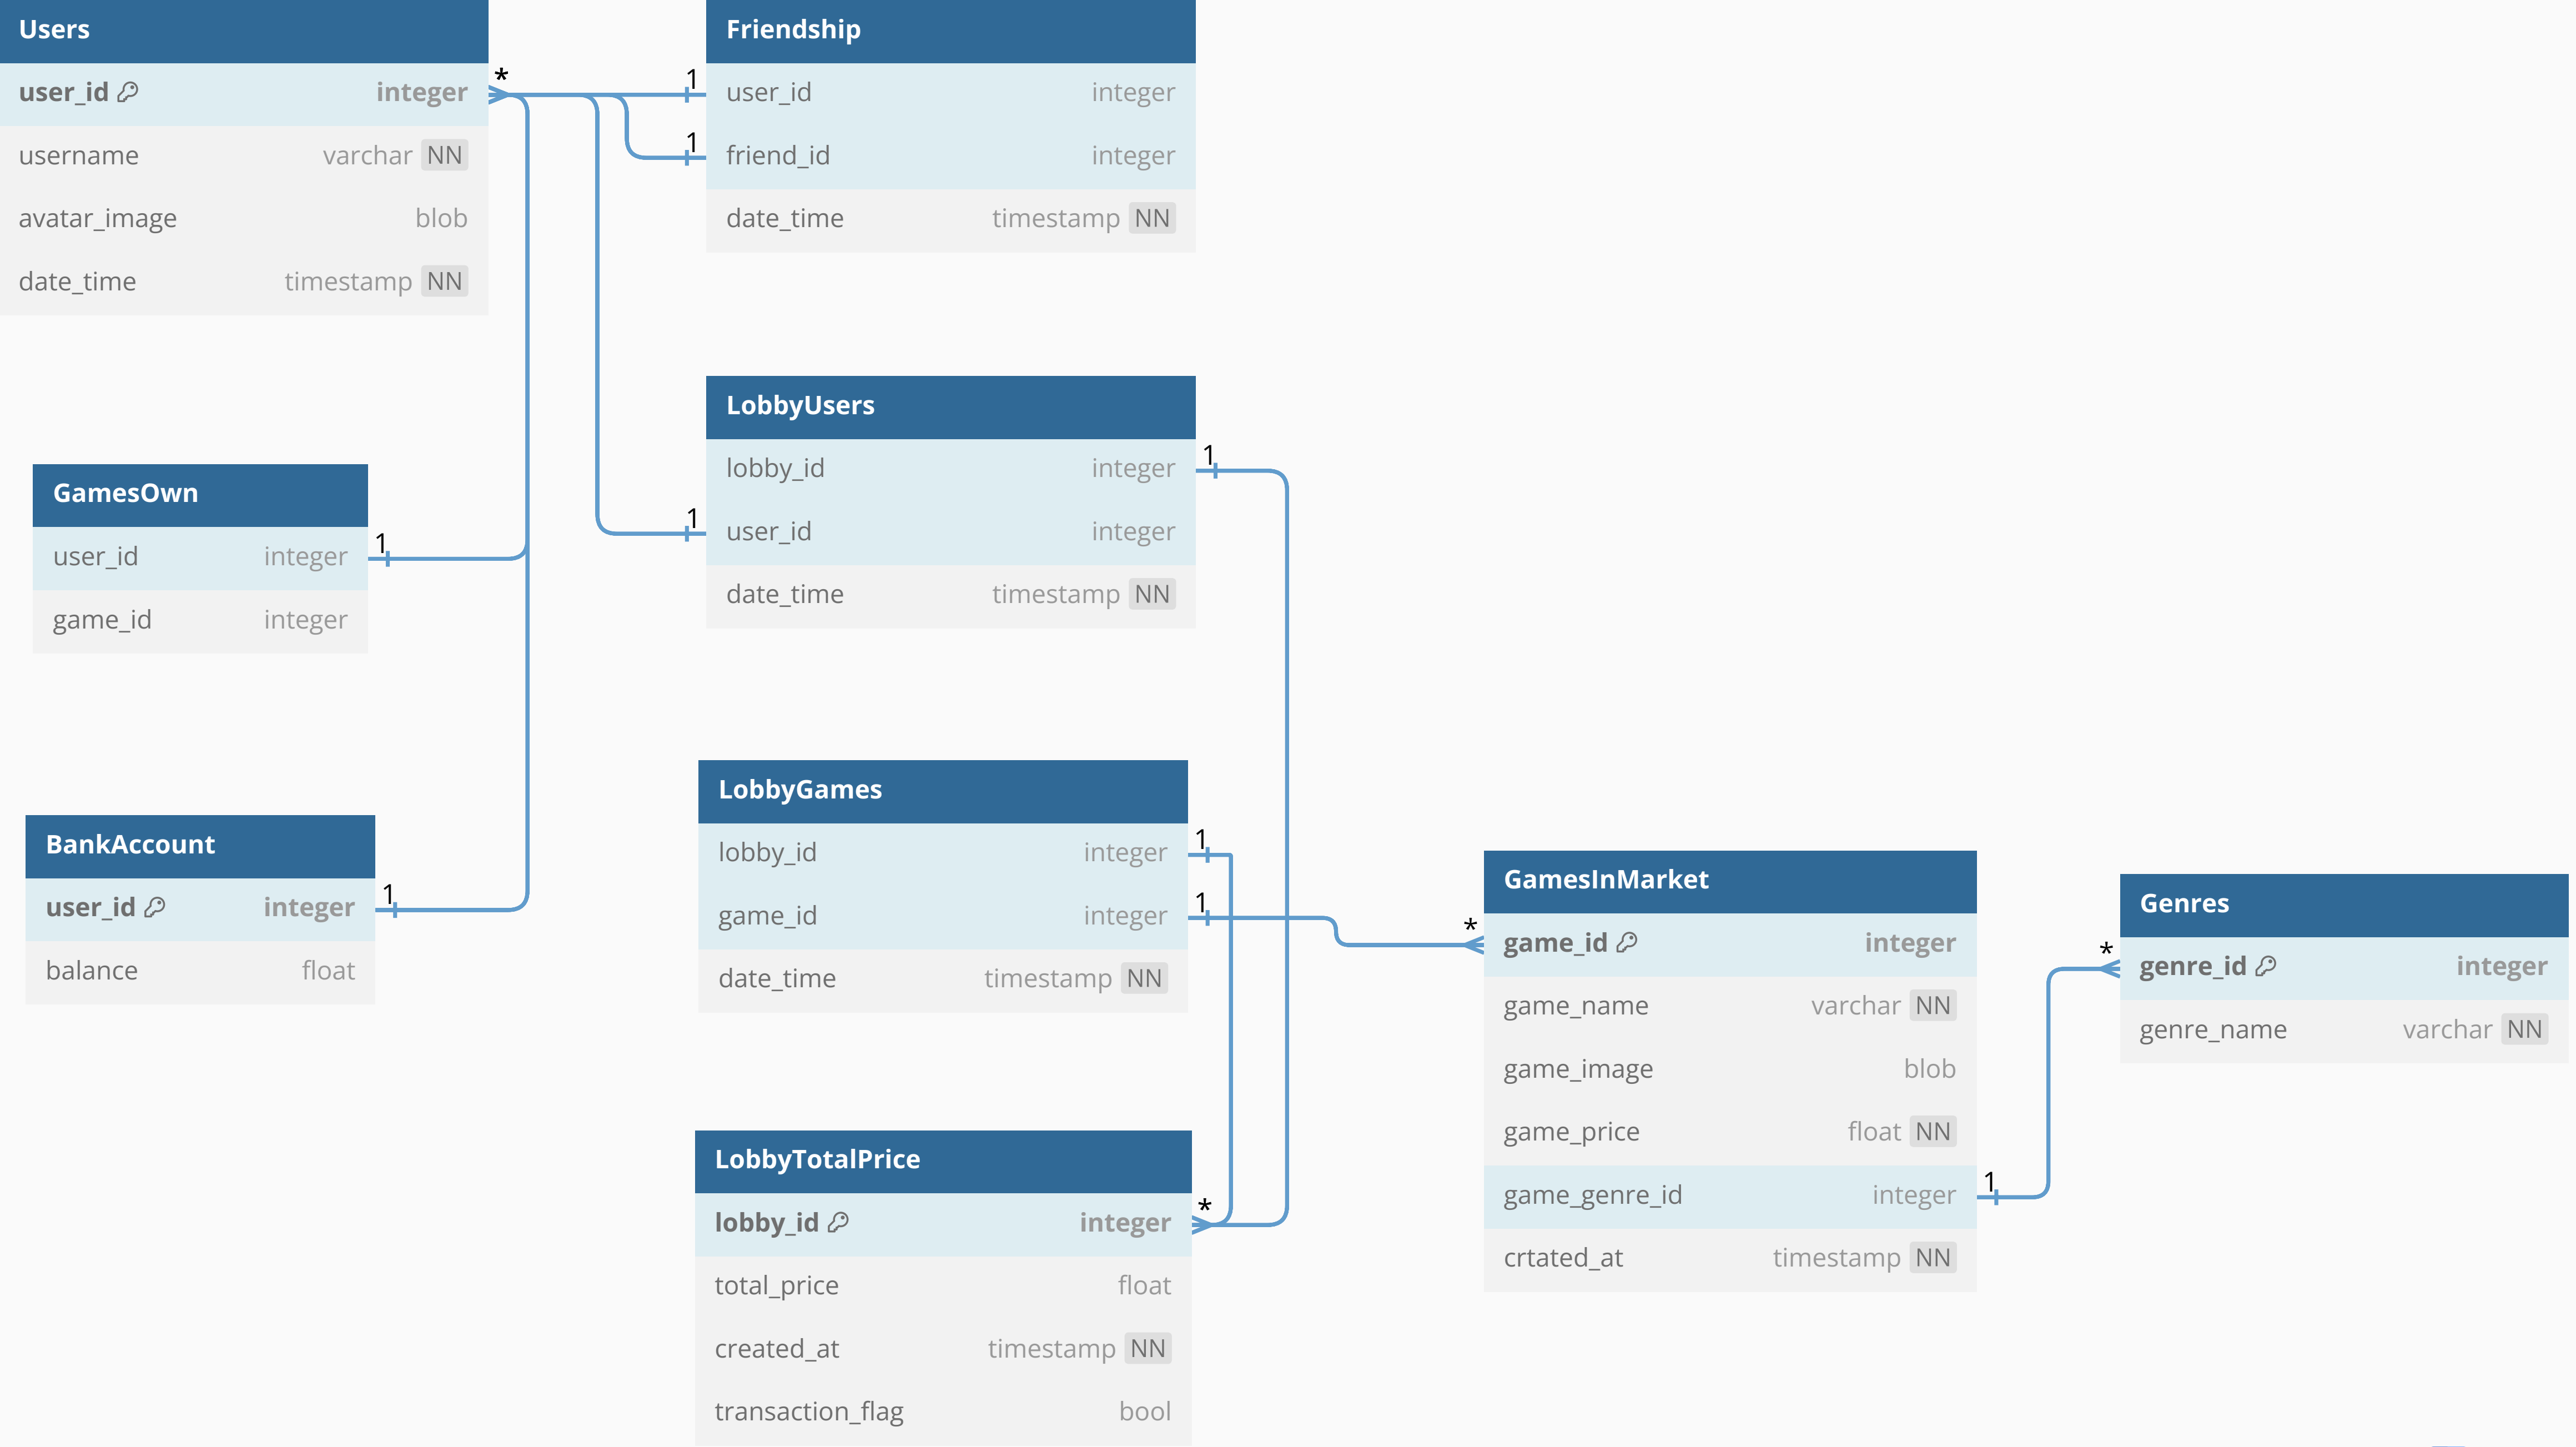 Users
user_id integer
username varchar NN
avatar_image blob
date_time timestamp NN
* 1
1
Friendship
user_id integer
friend_id integer
date_time timestamp NN
GamesOwn
user_id integer
game_id integer
1
LobbyUsers
lobby_id integer
user_id integer
date_time timestamp NN
1
1
BankAccount
user_id integer
balance float
1
LobbyGames
lobby_id integer
game_id integer
date_time timestamp NN
1
1
LobbyTotalPrice
lobby_id integer
total_price float
created_at timestamp NN
transaction_flag bool
*
GamesInMarket
game_id integer
game_name varchar NN
game_image blob
game_price float NN
game_genre_id integer
crtated_at timestamp NN
*
1
Genres
genre_id integer
genre_name varchar NN
*